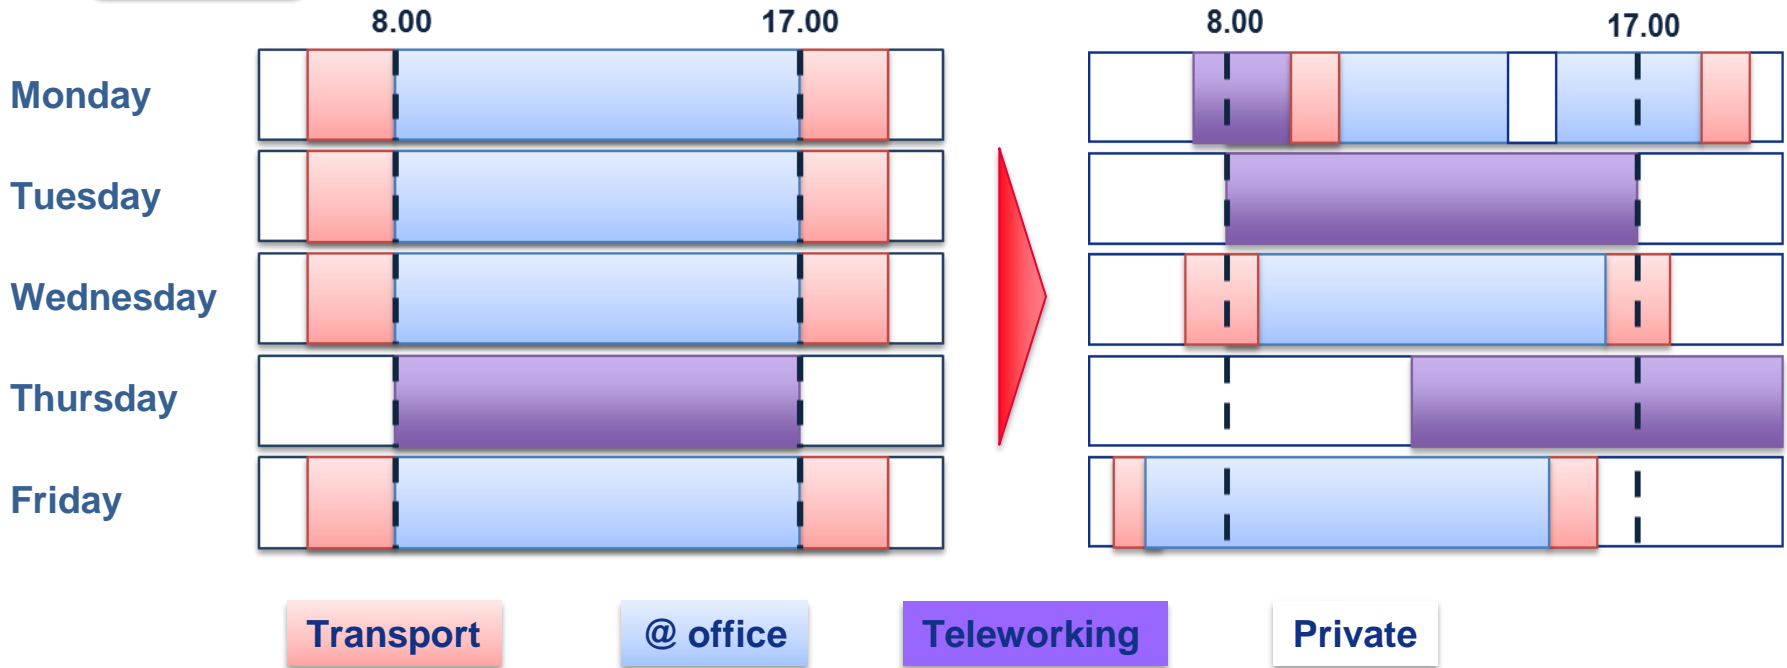 8.00 17.00 8.00 17.00
Monday
Tuesday
Wednesday
Thursday
Friday
Transport @ office Teleworking Private